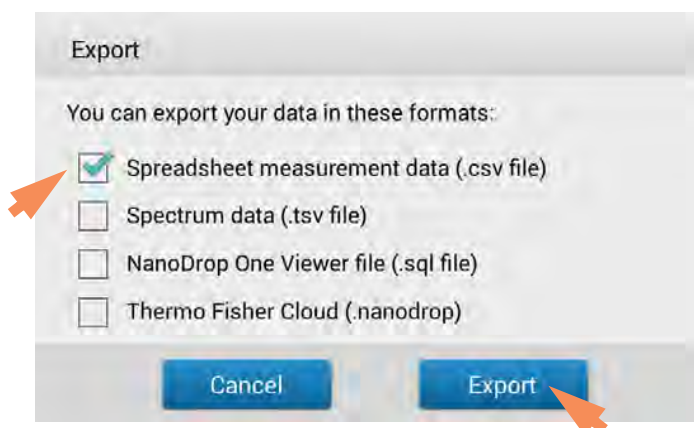 Export
You can export your data in these formats:
Spreadsheet measurement data (.csv file)
Spectrum data (.tsv file)
NanoDrop One Viewer file (.sql file)
Thermo Fisher Cloud (.nanodrop)
Cancel Export